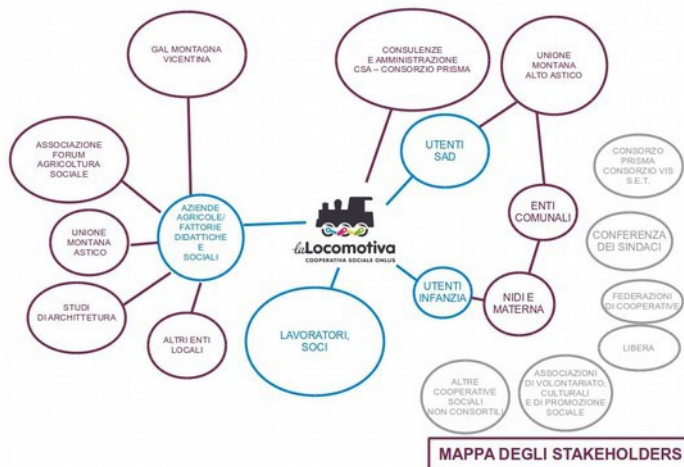 GAL MONTAGNA
VICENTINA
CONSULENZE
E AMMINISTRAZIONE
CSA – CONSORZIO PRISMA
UNIONE
MONTANA
ALTO ASTICO
ASSOCIAZIONE
FORUM
AGRICOLTURA
SOCIALE
UTENTI
SAD
CONSORZO
PRISMA
CONSORZIO VIS
S.E.T.
AZIENDE
AGRICOLE/
FATTORIE
DIDATTICHE
E
SOCIALI
ENTI
COMUNALI
UNIONE
MONTANA
ASTICO
laLocomotiva
COOPERATIVA SOCIALE ONLUS
CONFERENZA
DEI SINDACI
UTENTI
INFANZIA
NIDI E
MATERNA
FEDERAZIONI
DI COOPERATIVE
STUDI
DI ARCHITTETURA
ALTRI ENTI
LOCALI
LAVORATORI,
SOCI
LIBERA
ALTRE
COOPERATIVE
SOCIALI
NON CONSORTILI
ASSOCIAZIONI
DI VOLONTARIATO,
CULTURALI
E DI PROMOZIONE
SOCIALE
MAPPA DEGLI STAKEHOLDERS